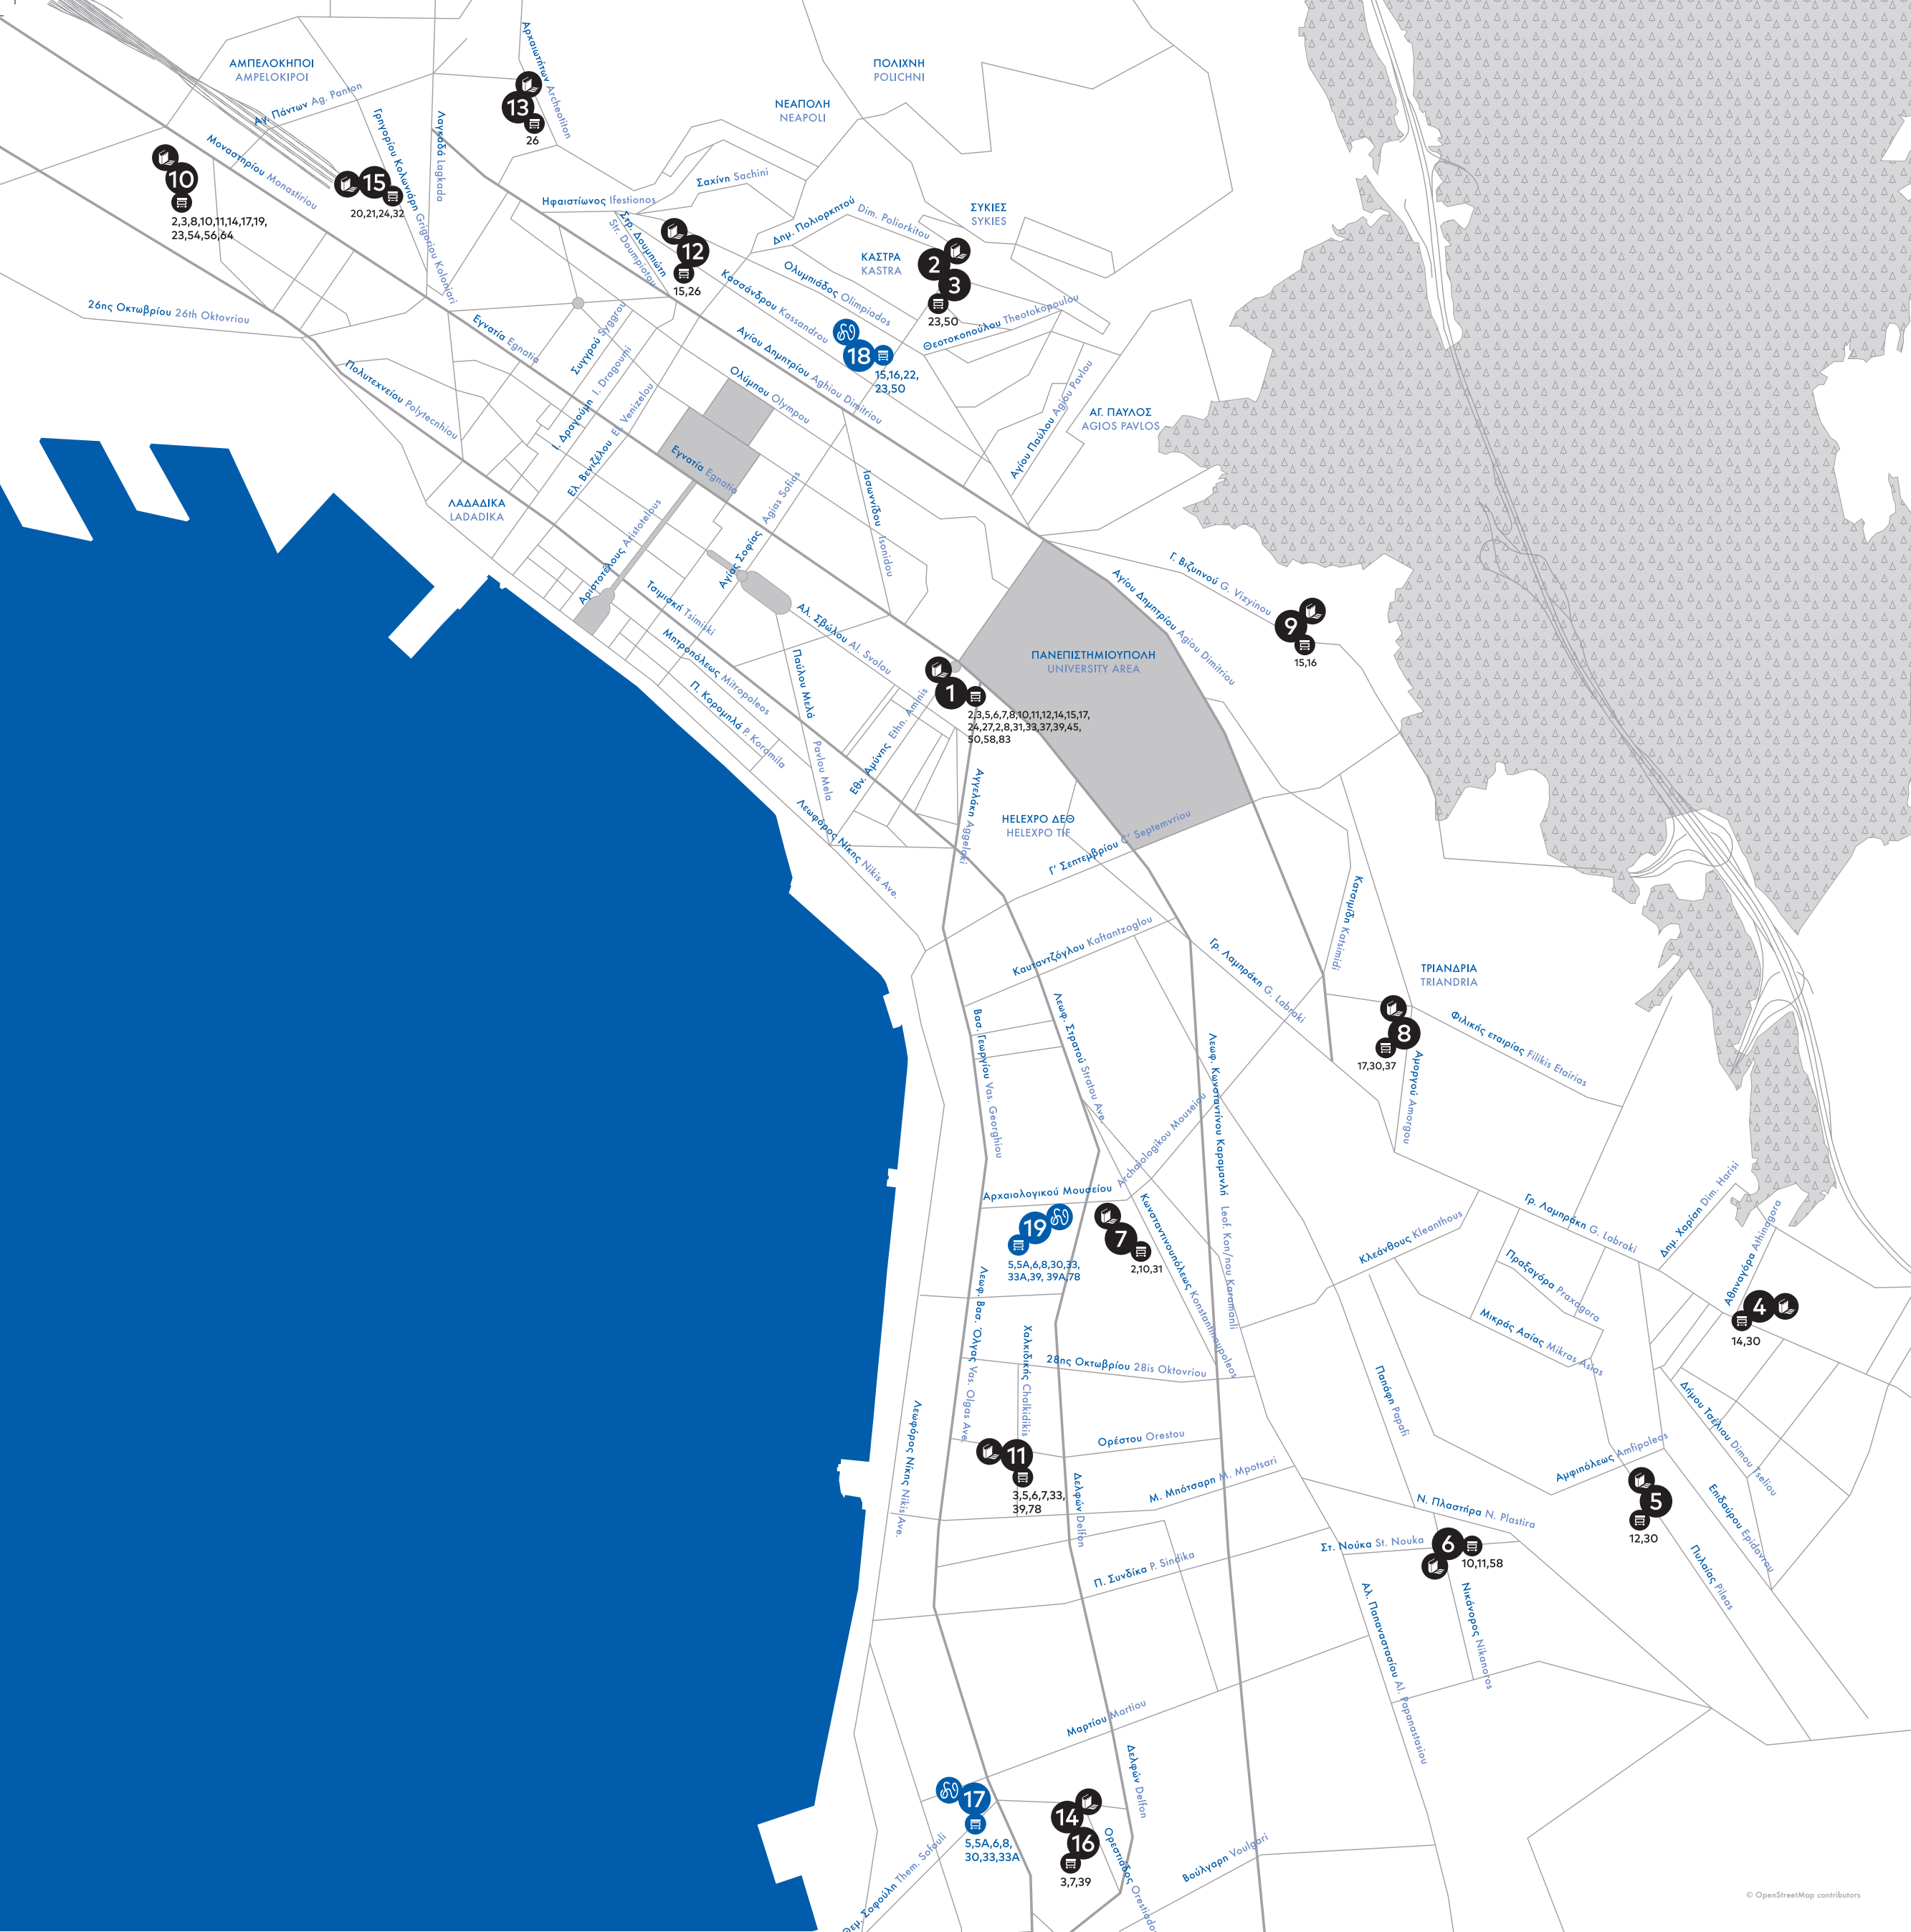 ΑΜΠΕΛΟΚΗΠΟΙ
AMPELOKIPOI
ΠΟΛΙΧΝΗ
POLICHNI
ΝΕΑΠΟΛΗ
NEAPOLI
Αρχαιοτήτων Archeotiton
Αγ. Πάντων Ag. Panton
Γρηγορίου Κολωνιάρη Grigoriou Koloniari
Λαγκαδά Lagkada
Μοναστηρίου Monastiriou
13
26
10
2,3,8,10,11,14,17,19,
23,54,56,64
15
20,21,24,32
Ηφαιστίωνος Ifestionos
Σαχίνη Sachini
Στρ. Δουμπιώτη
Str. Doumpiotou
12
15,26
Δημ. Πολιορκητού Dim. Poliorkitou
ΣΥΚΙΕΣ
SYKIES
ΚΑΣΤΡΑ
KASTRA
2
3
23,50
Ολυμπιάδος Olimpiados
Κασσάνδρου Kassandrou
Θεοτοκοπούλου Theotokopoulou
18
15,16,22,
23,50
26ης Οκτωβρίου 26th Oktovriou
Εγνατία Egnatia
Συγγρού Syggrou
Ι. Δραγούμη I. Dragoumi
Ελ. Βενιζέλου El. Venizelou
Αγίου Δημητρίου Aghiou Dimitriou
Ολύμπου Olympou
Πολυτεχνείου Polytecnhiou
Αγίου Παύλου Agiou Pavlou
ΑΓ. ΠΑΥΛΟΣ
AGIOS PAVLOS
Εγνατία Egnatia
ΛΑΔΑΔΙΚΑ
LADADIKA
Αριστοτέλους Aristotelous
Αγίας Σοφίας Agias Sofias
Ιασωνίδου Isonidou
Τσιμισκή Tsimiski
Μητροπόλεως Mitropoleos
Π. Κορομηλά P. Koromila
Αλ. Σβώλου Al. Svolou
Παύλου Μελά Pavlou Mela
Εθν. Αμύνης Ethn. Aminis
Αγίου Δημητρίου Agiou Dimitriou
Γ. Βιζυηνού G. Vizyinou
9
15,16
ΠΑΝΕΠΙΣΤΗΜΙΟΥΠΟΛΗ
UNIVERSITY AREA
1
2,3,5,6,7,8,10,11,12,14,15,17,
24,27,2,8,31,33,37,39,45,
50,58,83
Λεωφόρος Νίκης Nikis Ave.
Αγγελάκη Aggelaki
HELEXPO ΔΕΘ
HELEXPO TIF
Γ' Σεπτεμβρίου C' Septemvriou
Καυταντζόγλου Kaftantzoglou
Γρ. Λαμπράκη G. Labraki
Κατσιμίδη Katsimidi
ΤΡΙΑΝΔΡΙΑ
TRIANDRIA
8
17,30,37
Φιλικής εταιρίας Filikis Etairias
Αμοργού Amorgou
Βασ. Γεωργίου Vas. Georghiou
Λεωφ. Στρατού Stratou Ave.
Λεωφ. Κωνσταντίνου Καραμανλή Leof. Kon/nou Karamanli
Αρχαιολογικού Μουσείου Archaiologikou Mouseiou
19
5,5A,6,8,30,33,
33A,39, 39A,78
7
2,10,31
Κωνσταντινουπόλεως Konstantinoupoleos
Κλεάνθους Kleanthous
Γρ. Λαμπράκη G. Labraki
Δημ. Χαρίση Dim. Harisi
Αθηναγόρα Athinagora
Πραξαγόρα Praxagora
Μικράς Ασίας Mikras Asias
4
14,30
Λεωφ. Βασ. Όλγας Vas. Olgas Ave.
Χαλκιδικής Chalkidikis
28ης Οκτωβρίου 28is Oktovriou
Λεωφόρος Νίκης Nikis Ave.
Ορέστου Orestou
11
3,5,6,7,33,
39,78
Μ. Μπότσαρη M. Mpotsari
Δελφών Delfon
Παπάφη Papafi
Δήμου Τσέλιου Dimou Tseliou
Αμφιπόλεως Amfipoleos
Επιδαύρου Epidavrou
5
12,30
Πυλαίας Pileas
Ν. Πλαστήρα N. Plastira
Στ. Νούκα St. Nouka
6
10,11,58
Νικάνορος Nikanoros
Π. Συνδίκα P. Sindika
Αλ. Παπαναστασίου Al. Papanastasiou
Μαρτίου Martiou
Δελφών Delfon
17
5,5A,6,8,
30,33,33A
14
16
3,7,39
Θεμ. Σοφούλη Them. Sofouli
Ορεστιάδος Orestiados
Βούλγαρη Voulgari
© OpenStreetMap contributors